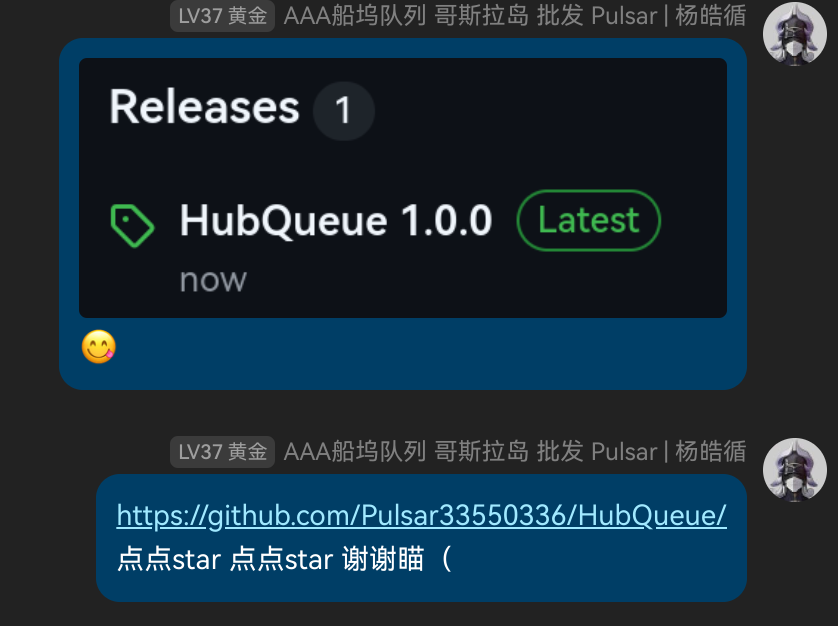 LV37 黄金 AAA船坞队列 哥斯拉岛 批发 Pulsar | 杨皓循
Releases 1
HubQueue 1.0.0 Latest
now
LV37 黄金 AAA船坞队列 哥斯拉岛 批发 Pulsar | 杨皓循
https://github.com/Pulsar33550336/HubQueue/
点点star 点点star 谢谢瞄（